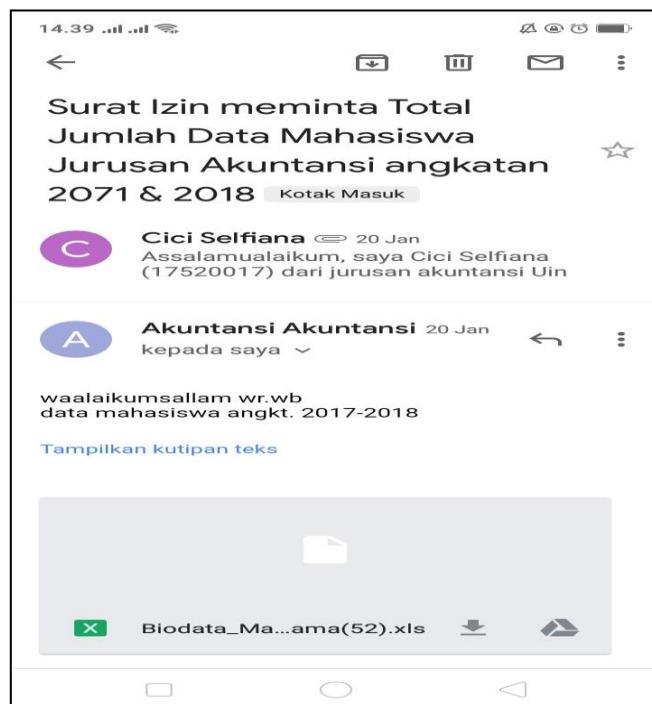 14.39
Surat Izin meminta Total
Jumlah Data Mahasiswa
Jurusan Akuntansi angkatan
2071 & 2018 Kotak Masuk
C
Cici Selfiana 20 Jan
Assalamualaikum, saya Cici Selfiana
(17520017) dari jurusan akuntansi Uin
A
Akuntansi Akuntansi 20 Jan
kepada saya
waalaikumsallam wr.wb
data mahasiswa angkt. 2017-2018
Tampilkan kutipan teks
X
Biodata_Ma...ama(52).xls